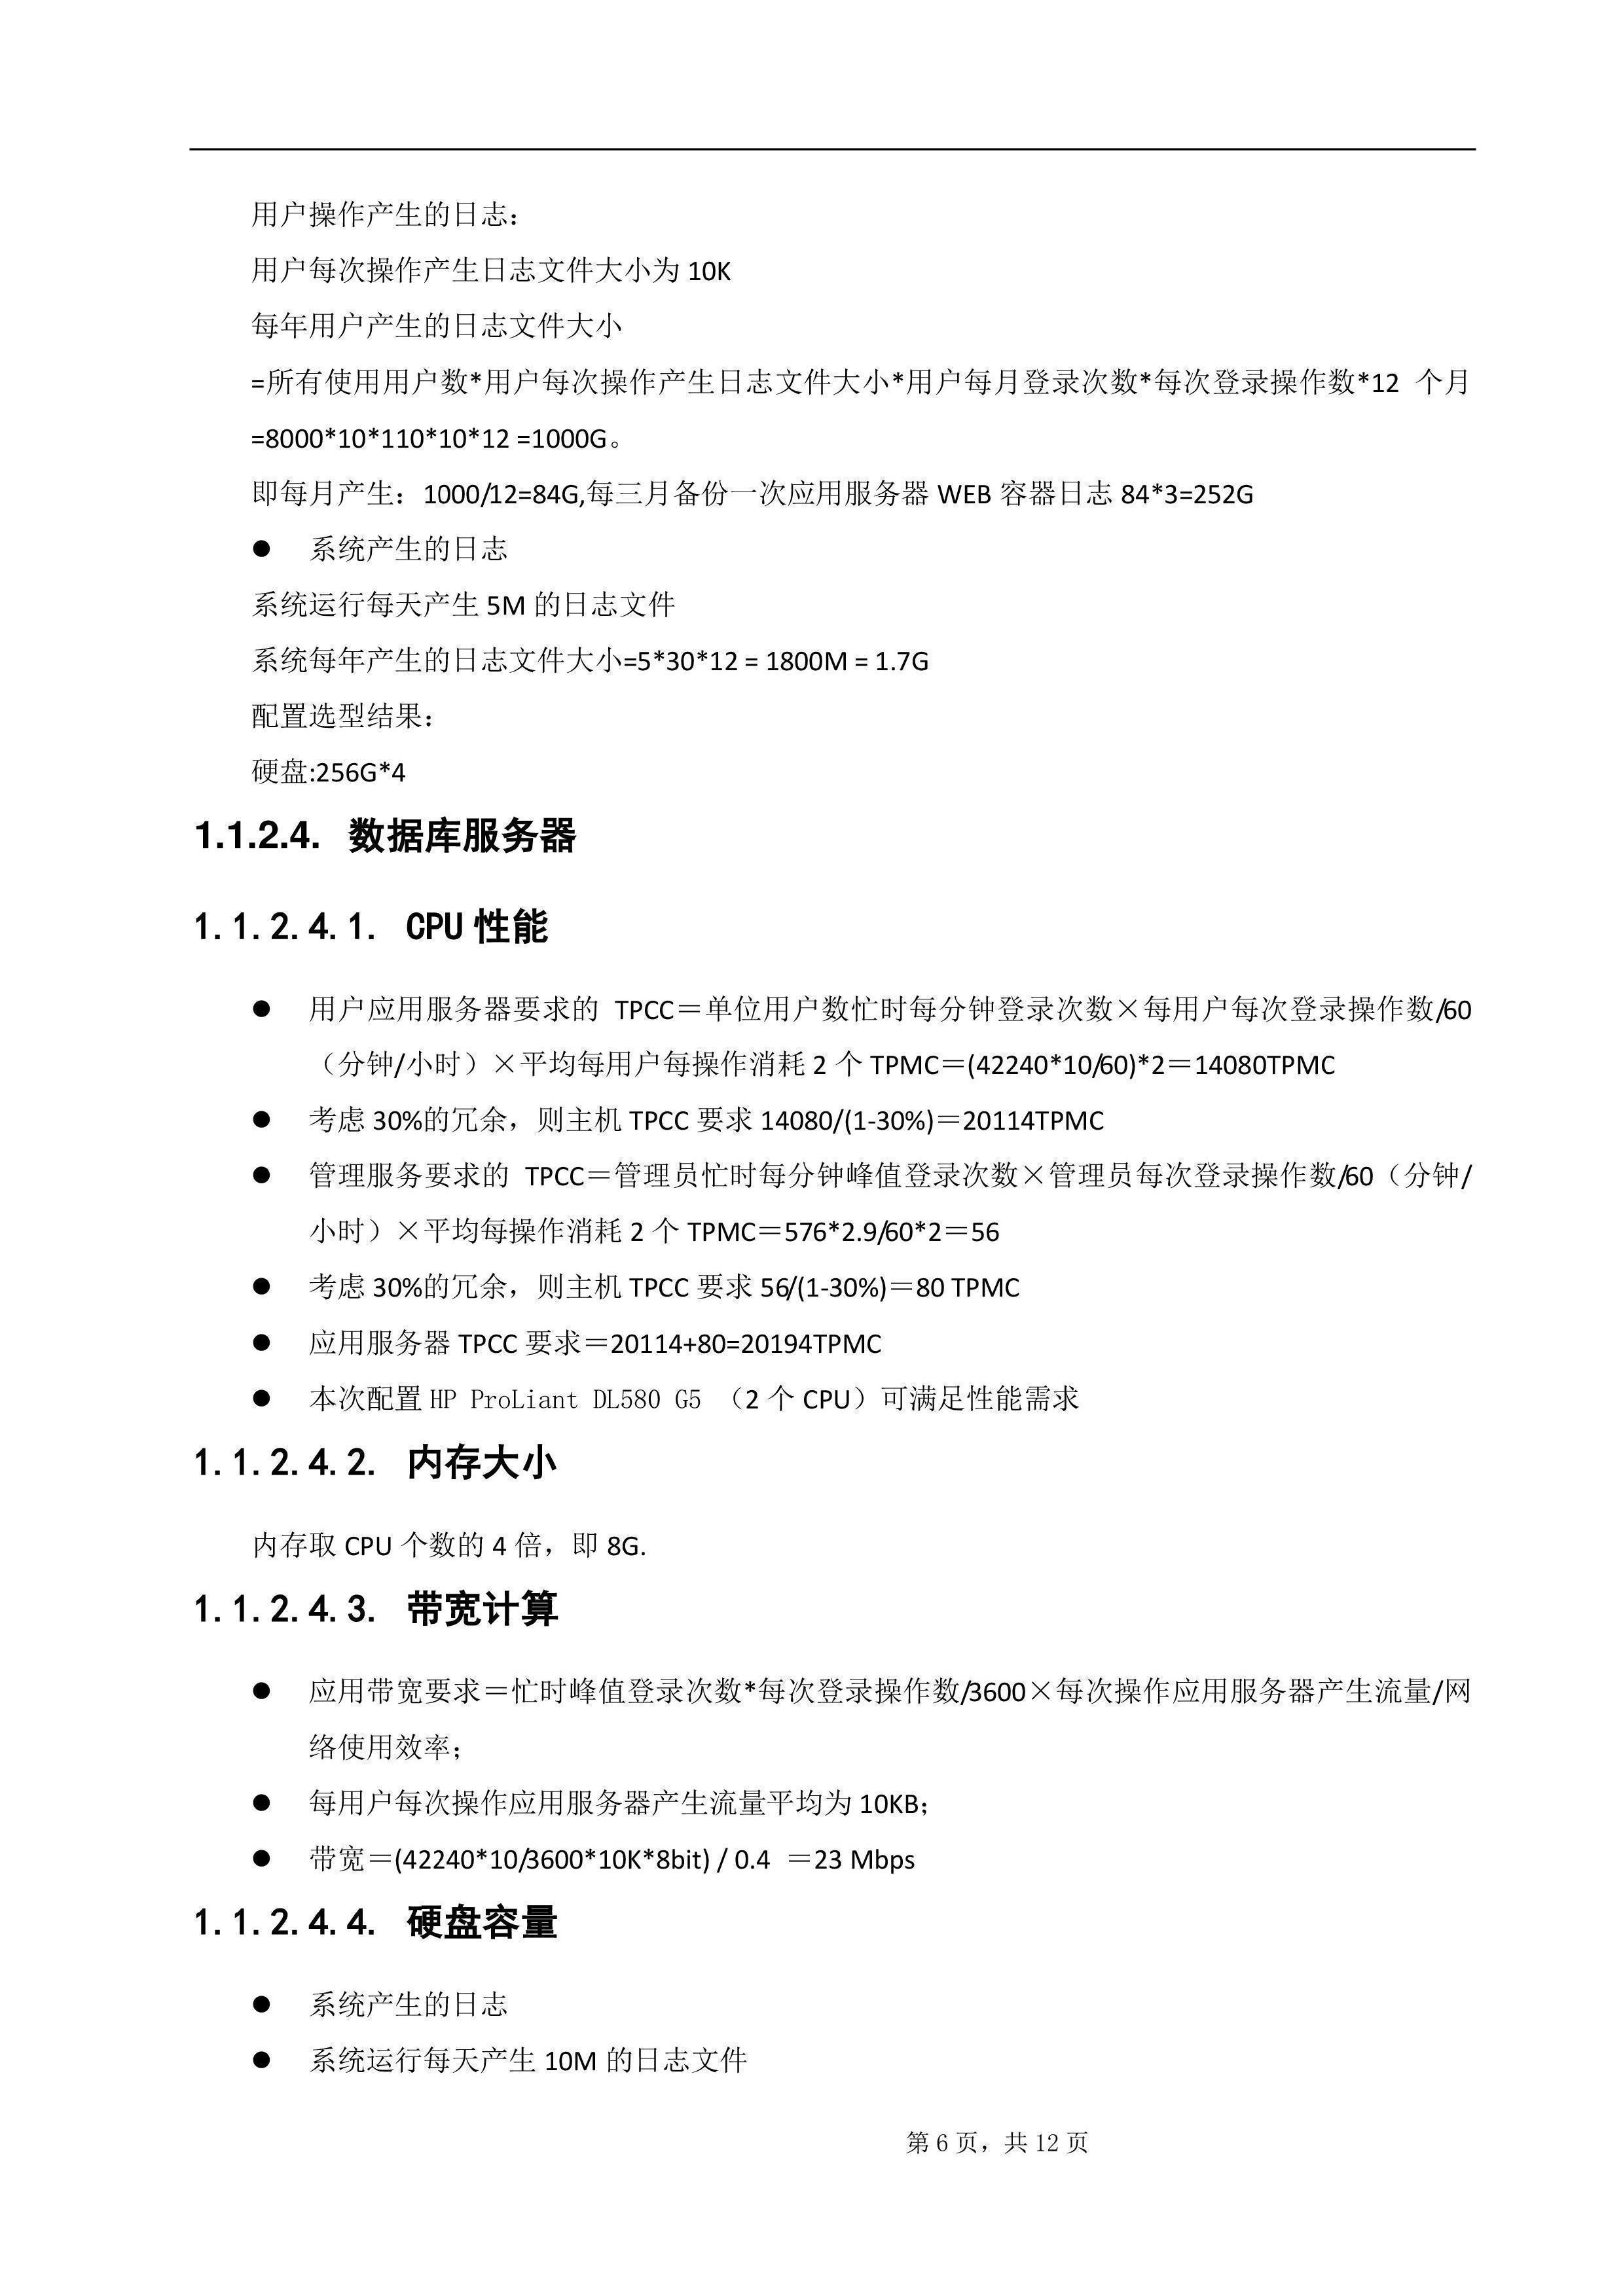 用户操作产生的日志：
用户每次操作产生日志文件大小为 10K
每年用户产生的日志文件大小
=所有使用用户数*用户每次操作产生日志文件大小*用户每月登录次数*每次登录操作数*12 个月
=8000*10*110*10*12 =1000G。
即每月产生：1000/12=84G,每三月备份一次应用服务器 WEB 容器日志 84*3=252G
● 系统产生的日志
系统运行每天产生 5M 的日志文件
系统每年产生的日志文件大小=5*30*12 = 1800M = 1.7G
配置选型结果：
硬盘:256G*4
1.1.2.4. 数据库服务器
1.1.2.4.1. CPU 性能
● 用户应用服务器要求的 TPCC＝单位用户数忙时每分钟登录次数×每用户每次登录操作数/60
（分钟/小时）×平均每用户每操作消耗 2 个 TPMC＝(42240*10/60)*2＝14080TPMC
● 考虑 30%的冗余，则主机 TPCC 要求 14080/(1-30%)＝20114TPMC
● 管理服务要求的 TPCC＝管理员忙时每分钟峰值登录次数×管理员每次登录操作数/60（分钟/
小时）×平均每操作消耗 2 个 TPMC＝576*2.9/60*2＝56
● 考虑 30%的冗余，则主机 TPCC 要求 56/(1-30%)＝80 TPMC
● 应用服务器 TPCC 要求＝20114+80=20194TPMC
● 本次配置 HP ProLiant DL580 G5 （2 个 CPU）可满足性能需求
1.1.2.4.2. 内存大小
内存取 CPU 个数的 4 倍，即 8G.
1.1.2.4.3. 带宽计算
● 应用带宽要求＝忙时峰值登录次数*每次登录操作数/3600×每次操作应用服务器产生流量/网
络使用效率；
● 每用户每次操作应用服务器产生流量平均为 10KB；
● 带宽＝(42240*10/3600*10K*8bit) / 0.4 ＝23 Mbps
1.1.2.4.4. 硬盘容量
● 系统产生的日志
● 系统运行每天产生 10M 的日志文件
第 6 页，共 12 页